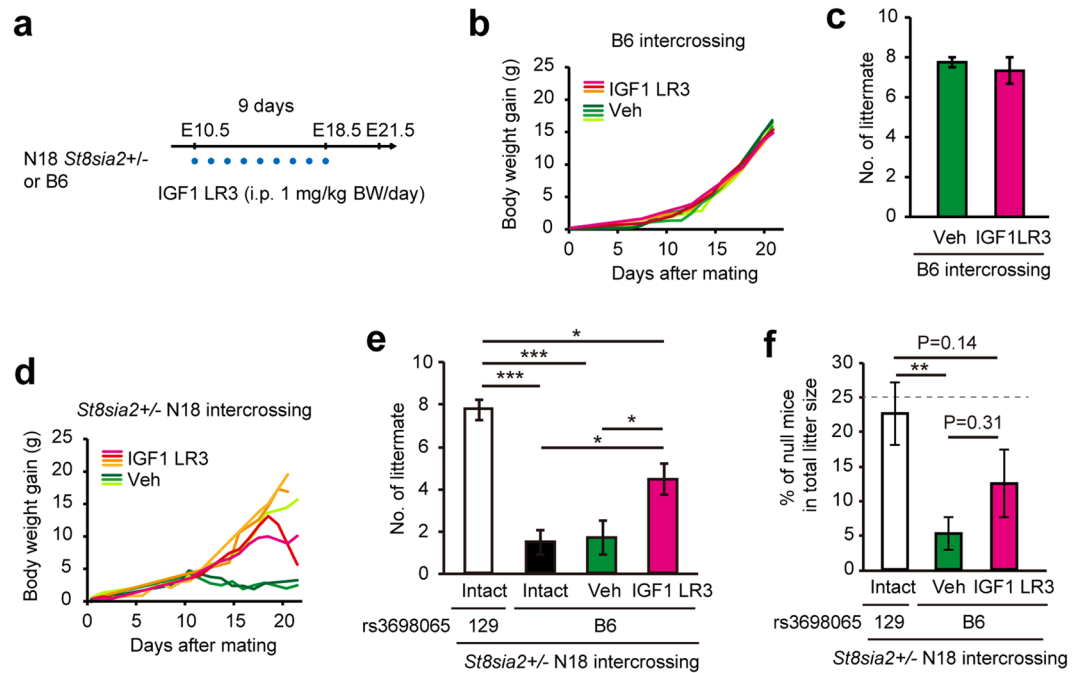 a
9 days
E10.5 E18.5 E21.5
N18 St8sia2+/-
or B6
IGF1 LR3 (i.p. 1 mg/kg BW/day)
b
B6 intercrossing
Body weight gain (g)
25
20
15
10
5
0
IGF1 LR3
Veh
0 5 10 15 20
Days after mating
c
No. of littermate
10
8
6
4
2
0
Veh IGF1LR3
B6 intercrossing
d
St8sia2+/- N18 intercrossing
Body weight gain (g)
25
20
15
10
5
0
IGF1 LR3
Veh
0 5 10 15 20
Days after mating
e
No. of littermate
10
8
6
4
2
0
*
***
***
*
*
Intact Intact Veh IGF1 LR3
rs3698065 129 B6
St8sia2+/- N18 intercrossing
f
% of null mice
in total litter size
30
25
20
15
10
5
0
P=0.14
**
P=0.31
Intact Veh IGF1 LR3
rs3698065 129 B6
St8sia2+/- N18 intercrossing